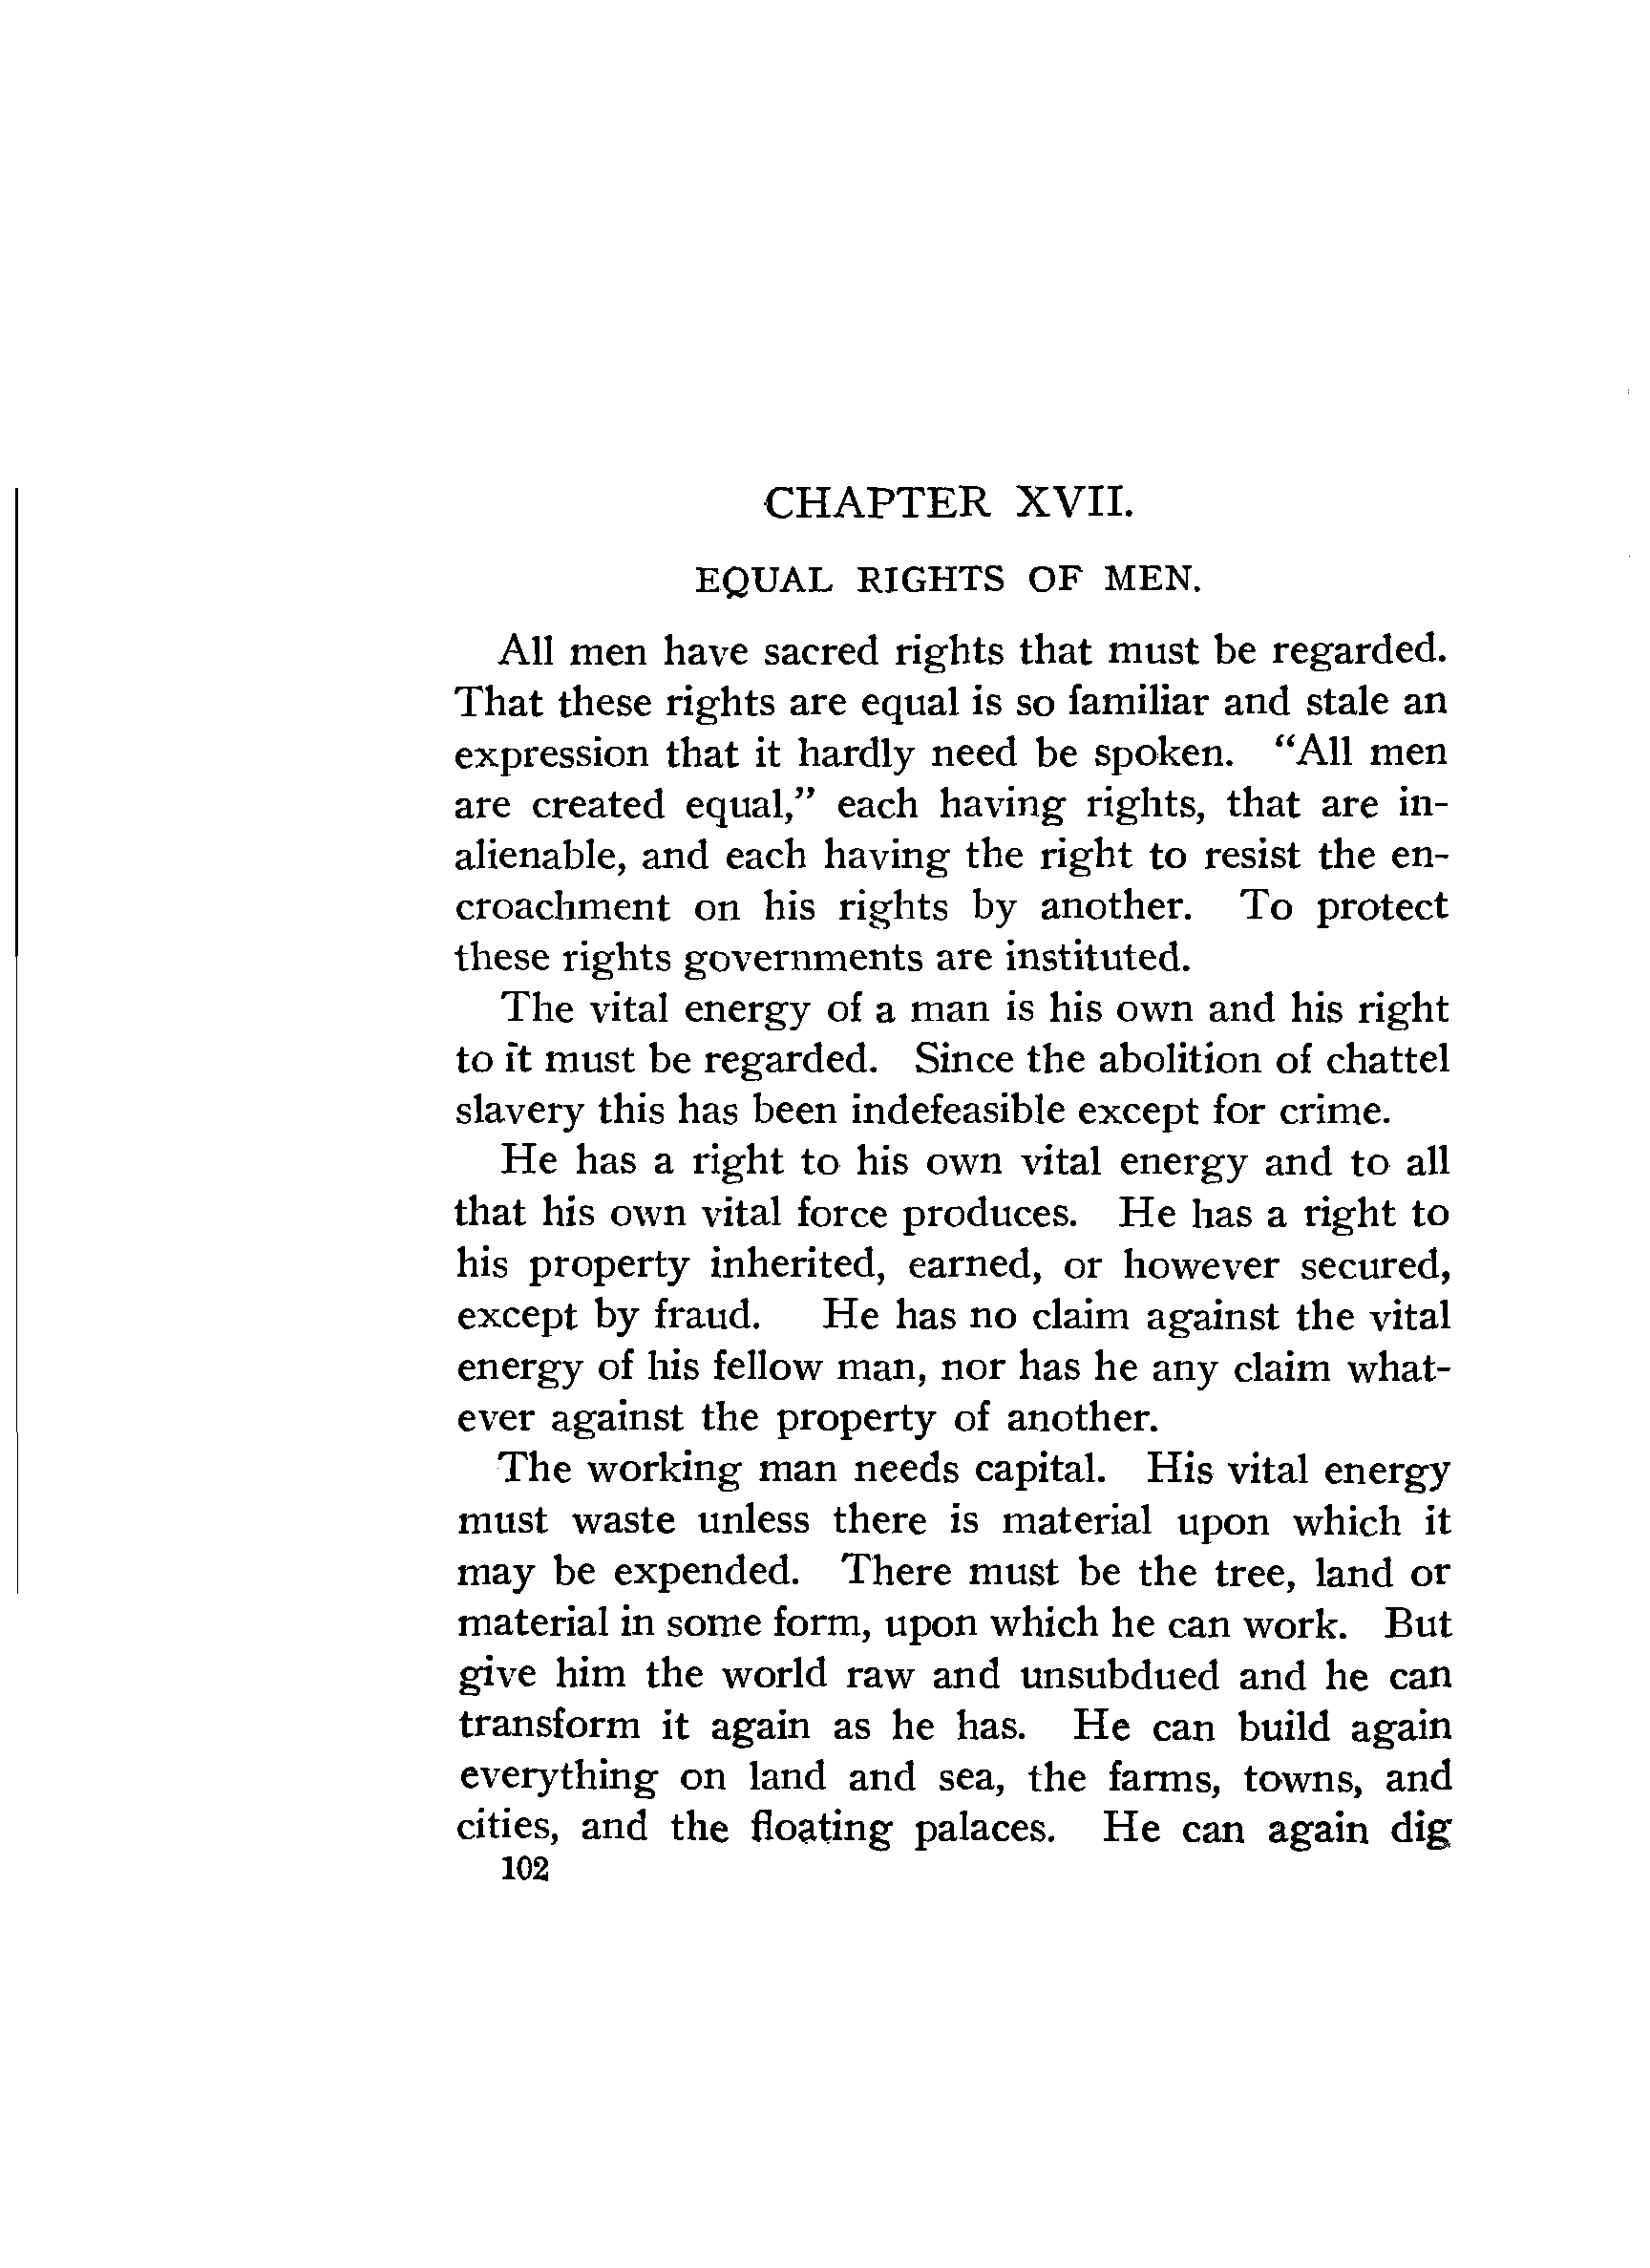 CHAPTER XVII.
EQUAL RIGHTS OF MEN.
All men have sacred rights that must be regarded.
That these rights are equal is so familiar and stale an
expression that it hardly need be spoken. “All men
are created equal,” each having rights, that are in-
alienable, and each having the right to resist the en-
croachment on his rights by another. To protect
these rights governments are instituted.
The vital energy of a man is his own and his right
to it must be regarded. Since the abolition of chattel
slavery this has been indefeasible except for crime.
He has a right to his own vital energy and to all
that his own vital force produces. He has a right to
his property inherited, earned, or however secured,
except by fraud. He has no claim against the vital
energy of his fellow man, nor has he any claim what-
ever against the property of another.
The working man needs capital. His vital energy
must waste unless there is material upon which it
may be expended. There must be the tree, land or
material in some form, upon which he can work. But
give him the world raw and unsubdued and he can
transform it again as he has. He can build again
everything on land and sea, the farms, towns, and
cities, and the floating palaces. He can again dig
102